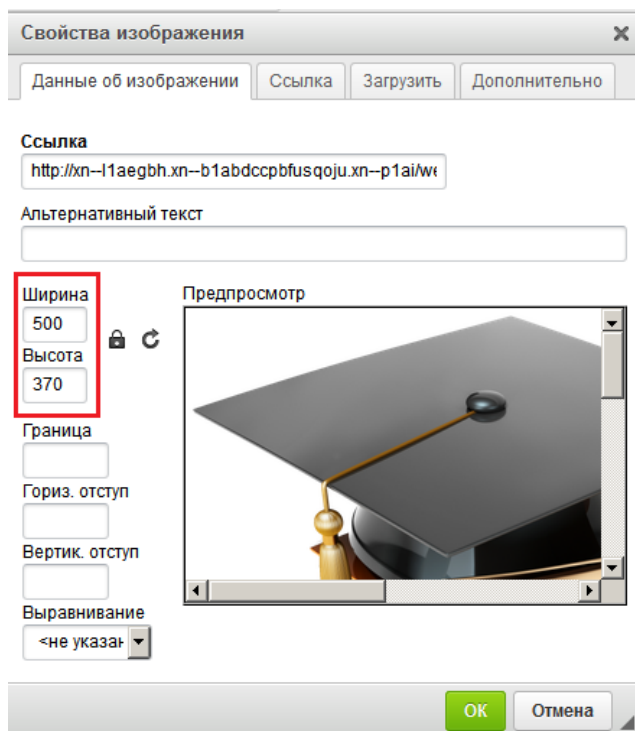 Свойства изображения
Данные об изображении Ссылка Загрузить Дополнительно
Ссылка
http://xn--l1aegbh.xn--b1abdccpbfusqoju.xn--p1ai/we
Альтернативный текст
Ширина Предпросмотр
500
Высота
370
Граница
Гориз. отступ
Вертик. отступ
Выравнивание
<не указан
ОК Отмена